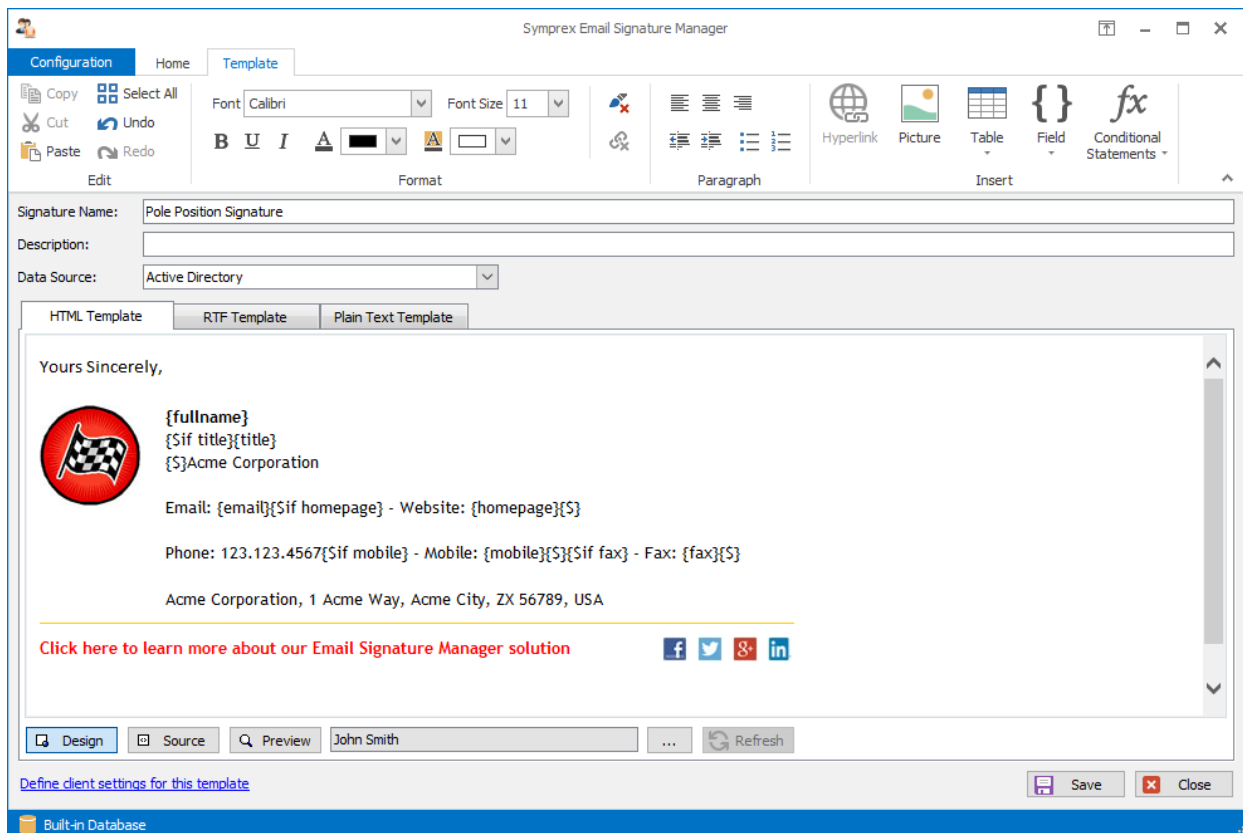 Symprex Email Signature Manager
Configuration Home Template
Copy Select All
Cut Undo
Paste Redo
Edit
Font Calibri Font Size 11
B U I A A
Format
Paragraph
Hyperlink Picture Table { } Field fx Conditional Statements
Insert
Signature Name: Pole Position Signature
Description:
Data Source: Active Directory
HTML Template RTF Template Plain Text Template
Yours Sincerely,
{fullname}
{$if title}{title}
{$}Acme Corporation
Email: {email}{$if homepage} - Website: {homepage}{$}
Phone: 123.123.4567{$if mobile} - Mobile: {mobile}{$}{$if fax} - Fax: {fax}{$}
Acme Corporation, 1 Acme Way, Acme City, ZX 56789, USA
Click here to learn more about our Email Signature Manager solution f 8+ in
Design Source Preview John Smith ... Refresh
Define client settings for this template Save Close
Built-in Database